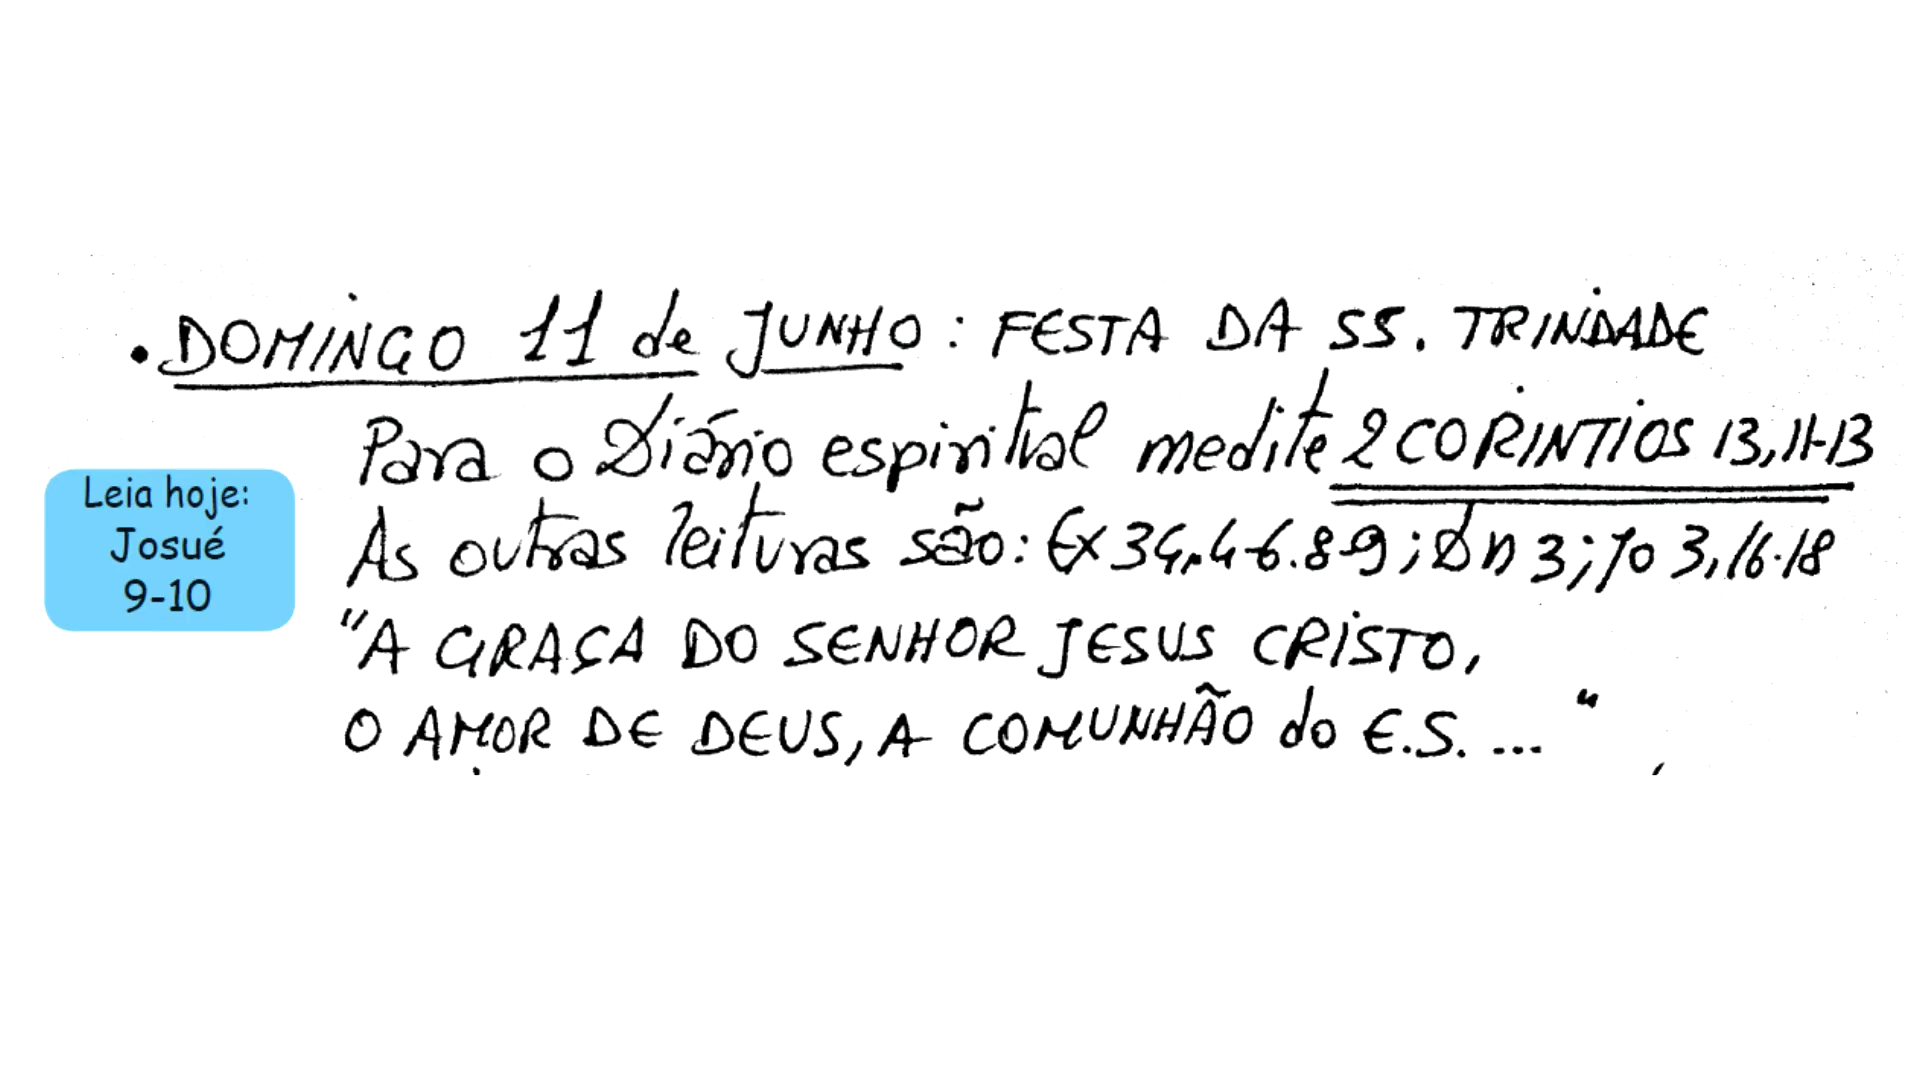 . DOMINGO 11 de JUNHO : FESTA DA SS. TRINDADE
Para o Diário espiritual medite 2 CORINTIOS 13,11-13
Leia hoje:
Josué
9-10
As outras leituras são: Ex 34,4-6.8-9; Dn 3; Jo 3,16-18
"A GRAÇA DO SENHOR JESUS CRISTO,
O AMOR DE DEUS, A COMUNHÃO do E.S. ... "